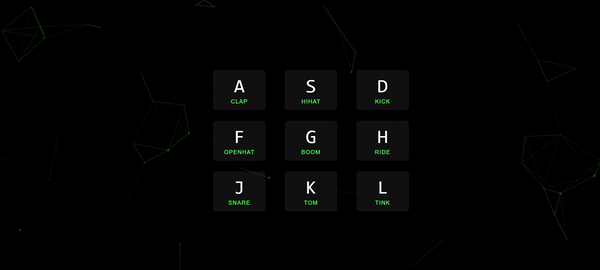 A S D
CLAP HIHAT KICK
F G H
OPENHAT BOOM RIDE
J K L
SNARE TOM TINK